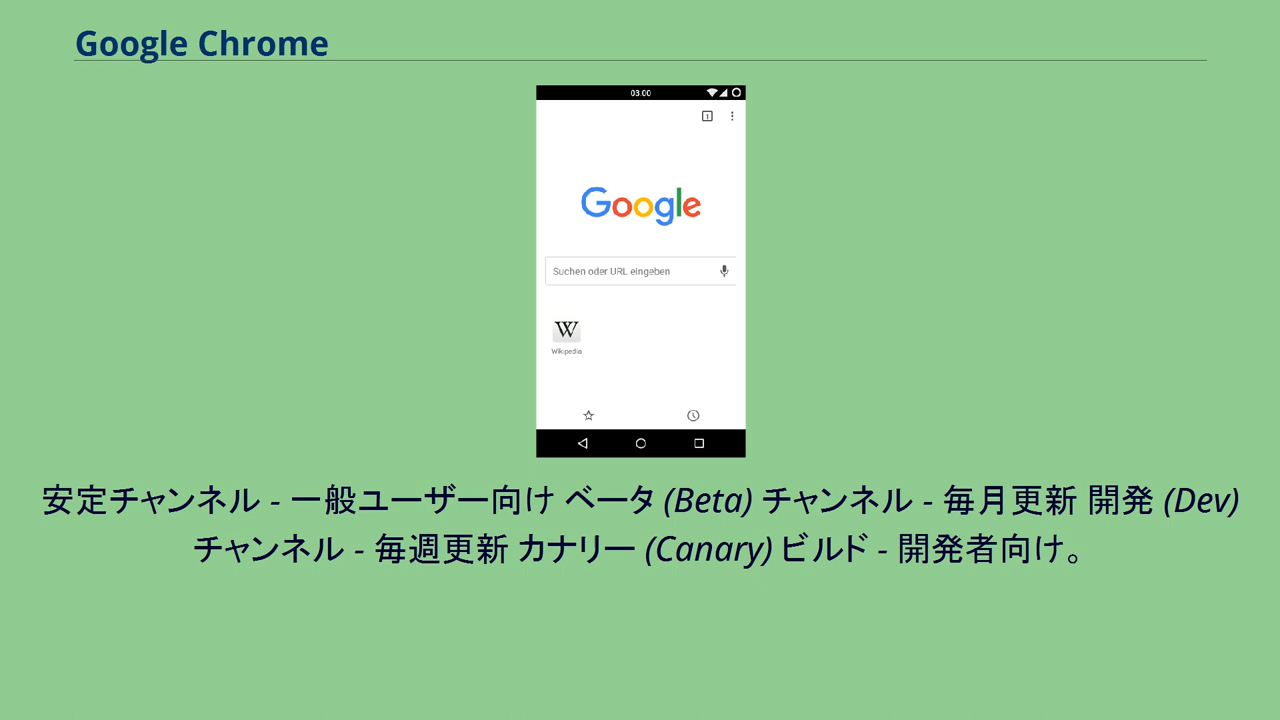 Google Chrome
03:00
Google
Suchen oder URL eingeben
W
Wikipedia
安定チャンネル - 一般ユーザー向け ベータ (Beta) チャンネル - 毎月更新 開発 (Dev)
チャンネル - 毎週更新 カナリー (Canary) ビルド - 開発者向け。